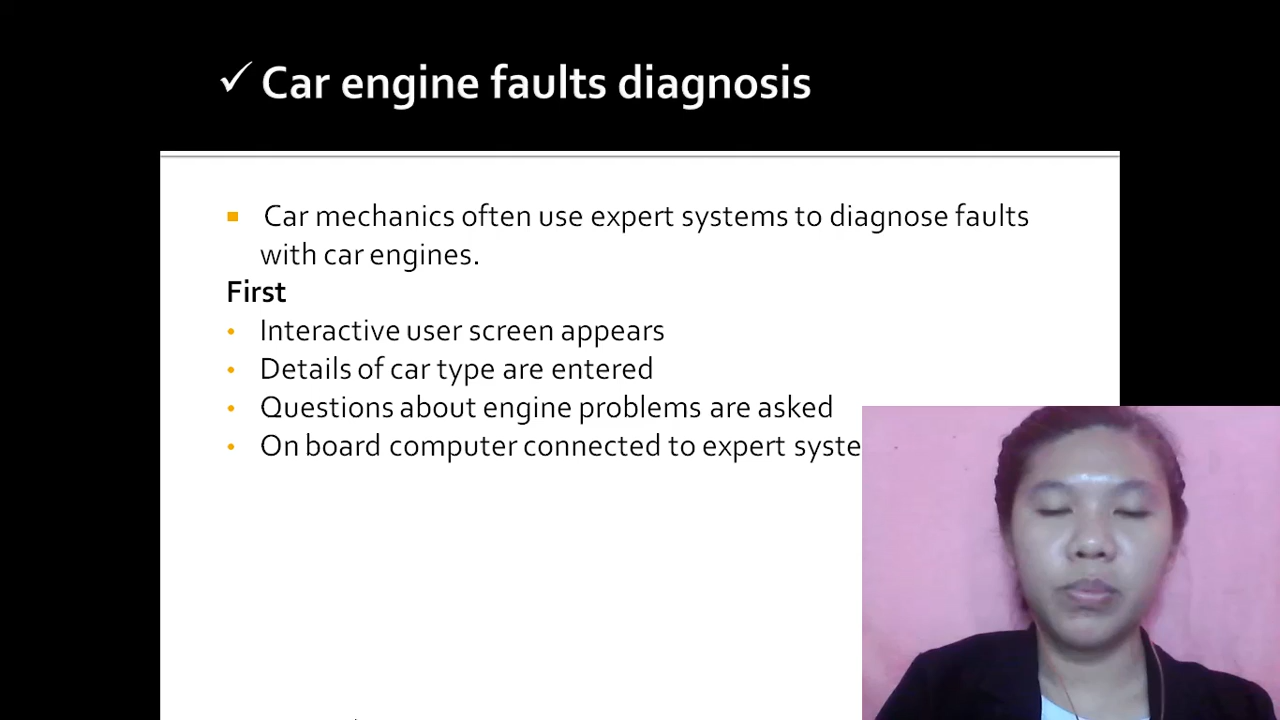 ✓ Car engine faults diagnosis
▪ Car mechanics often use expert systems to diagnose faults
with car engines.
First
• Interactive user screen appears
• Details of car type are entered
• Questions about engine problems are asked
• On board computer connected to expert syste